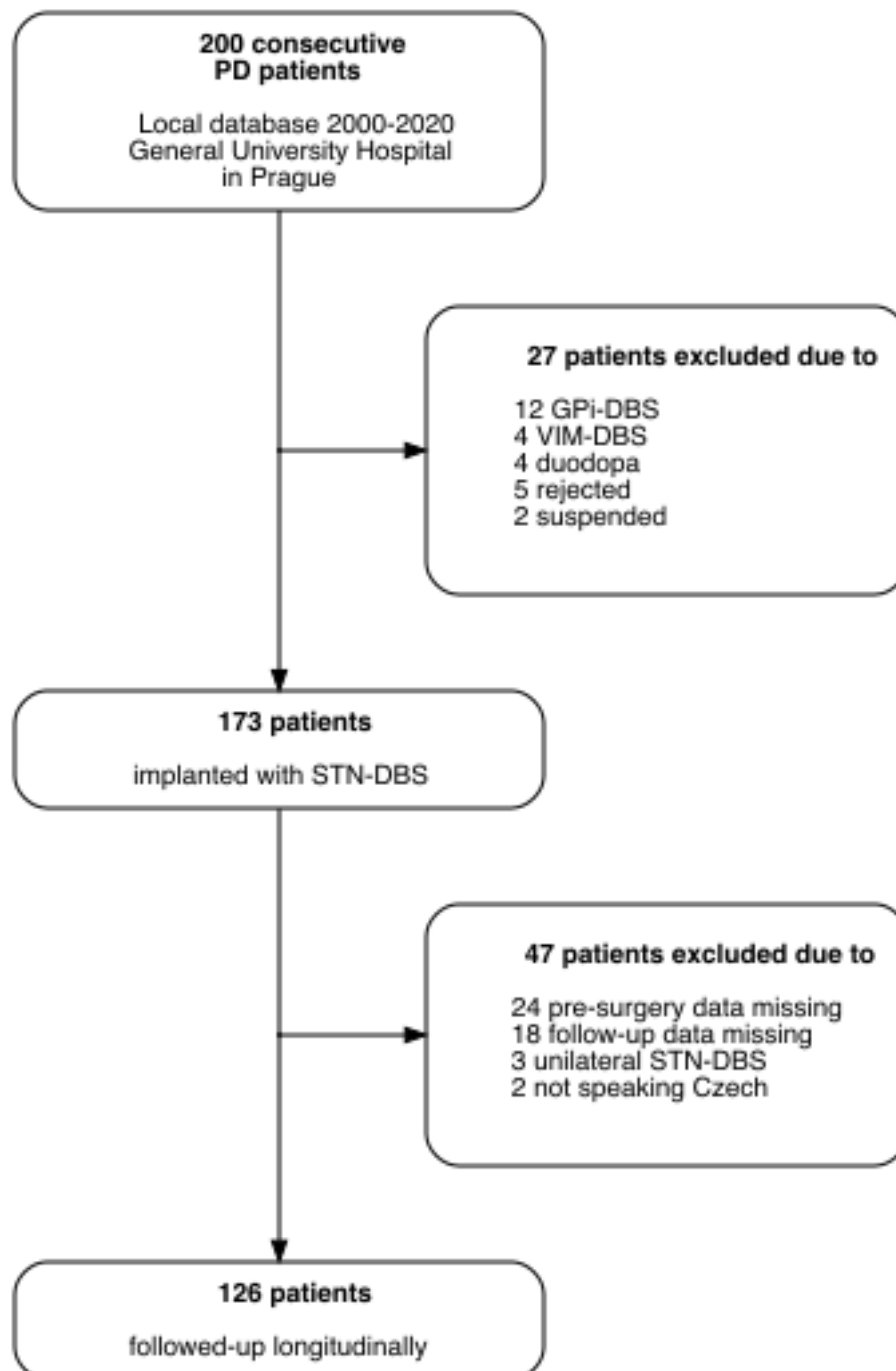 200 consecutive
PD patients
Local database 2000-2020
General University Hospital
in Prague
27 patients excluded due to
12 GPi-DBS
4 VIM-DBS
4 duodopa
5 rejected
2 suspended
173 patients
implanted with STN-DBS
47 patients excluded due to
24 pre-surgery data missing
18 follow-up data missing
3 unilateral STN-DBS
2 not speaking Czech
126 patients
followed-up longitudinally